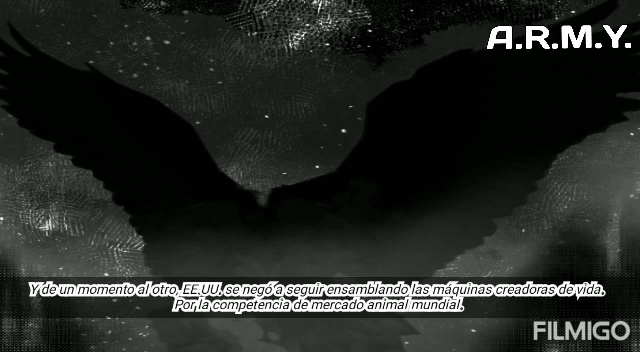 A.R.M.Y.
Y de un momento al otro, EE.UU. se negó a seguir ensamblando las máquinas creadoras de vida.
Por la competencia de mercado animal mundial.
FILMIGO